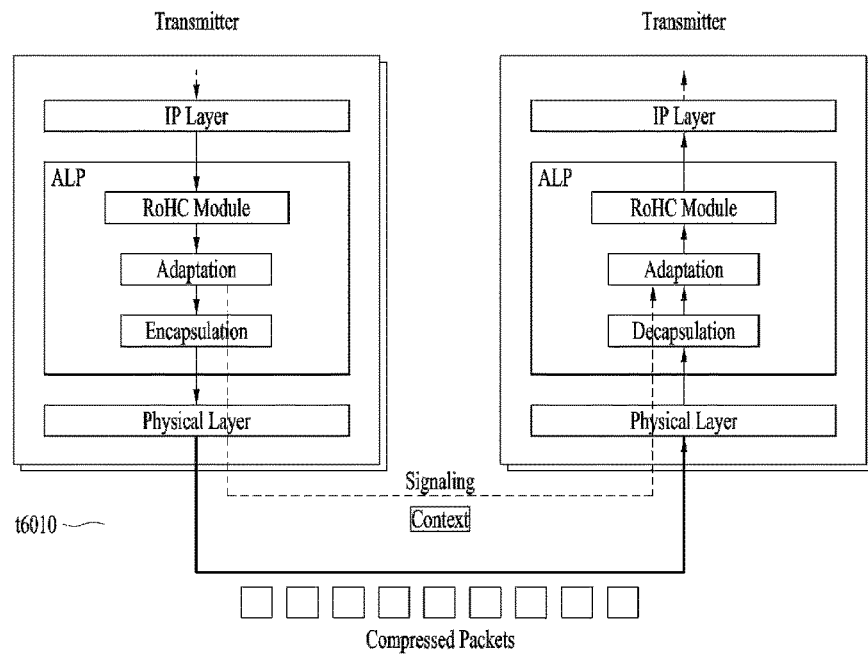 Transmitter
Transmitter
IP Layer
IP Layer
ALP
ALP
RoHC Module
RoHC Module
Adaptation
Adaptation
Encapsulation
Decapsulation
Physical Layer
Physical Layer
Signaling
Context
t6010
Compressed Packets